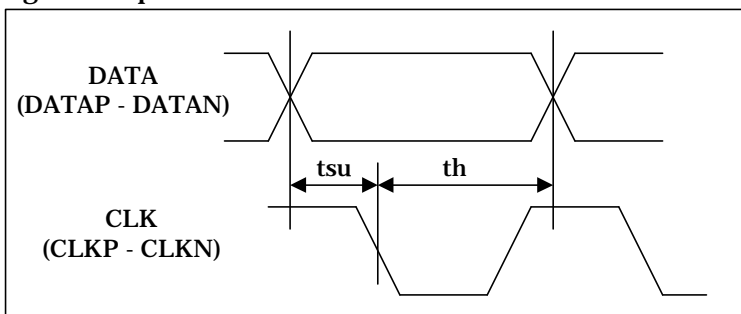 DATA
(DATAP - DATAN)
tsu
th
CLK
(CLKP - CLKN)